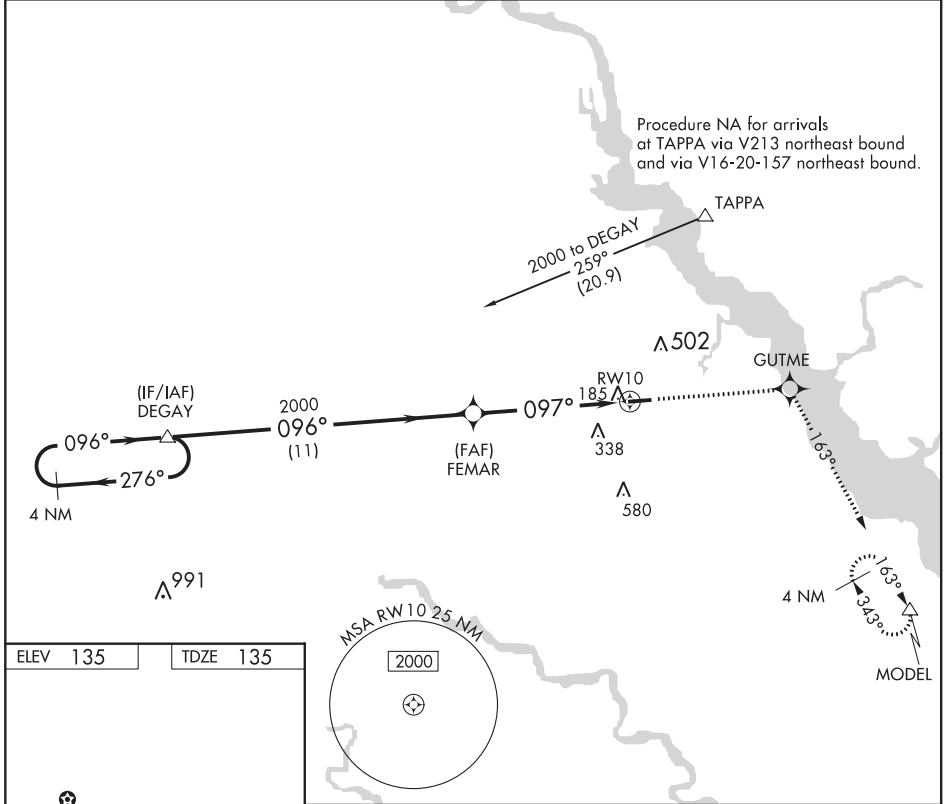 Procedure NA for arrivals
at TAPPA via V213 northeast bound
and via V16-20-157 northeast bound.
TAPPA
2000 to DEGAY
259°
(20.9)
502
GUTME
RW10
185
(IF/IAF)
DEGAY
2000
096°
(11)
097°
096°
276°
4 NM
(FAF)
FEMAR
338
580
163°
991
4 NM
163°
343°
MODEL
MSA RW10 25 NM
2000
ELEV 135
TDZE 135